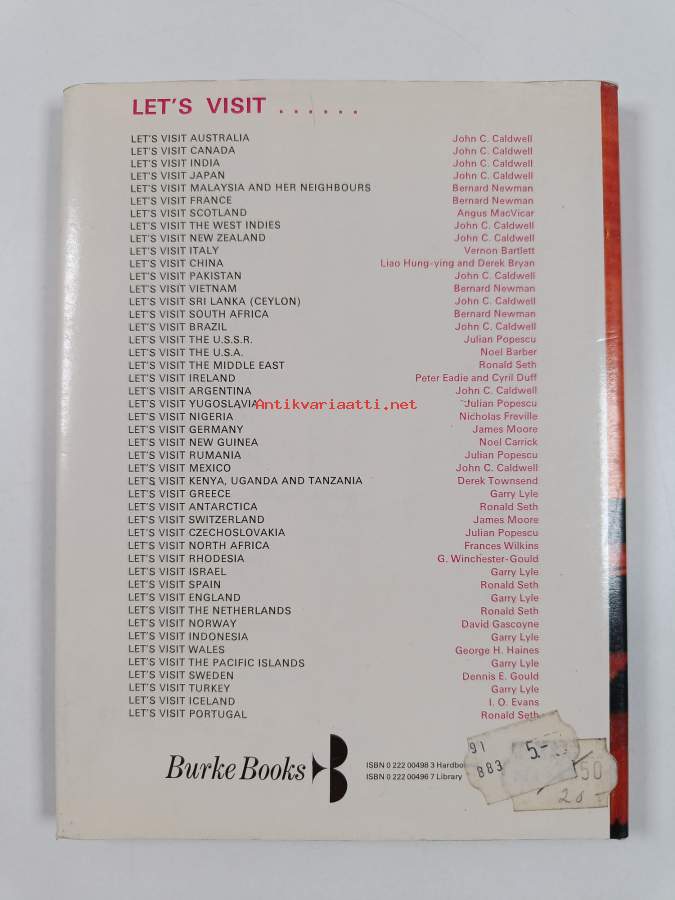 LET'S VISIT . . . . . .
LET'S VISIT AUSTRALIA John C. Caldwell
LET'S VISIT CANADA John C. Caldwell
LET'S VISIT INDIA John C. Caldwell
LET'S VISIT JAPAN John C. Caldwell
LET'S VISIT MALAYSIA AND HER NEIGHBOURS Bernard Newman
LET'S VISIT FRANCE Bernard Newman
LET'S VISIT SCOTLAND Angus MacVicar
LET'S VISIT THE WEST INDIES John C. Caldwell
LET'S VISIT NEW ZEALAND John C. Caldwell
LET'S VISIT ITALY Vernon Bartlett
LET'S VISIT CHINA Liao Hung-ying and Derek Bryan
LET'S VISIT PAKISTAN John C. Caldwell
LET'S VISIT VIETNAM Bernard Newman
LET'S VISIT SRI LANKA (CEYLON) John C. Caldwell
LET'S VISIT SOUTH AFRICA Bernard Newman
LET'S VISIT BRAZIL John C. Caldwell
LET'S VISIT THE U.S.S.R. Julian Popescu
LET'S VISIT THE U.S.A. Noel Barber
LET'S VISIT THE MIDDLE EAST Ronald Seth
LET'S VISIT IRELAND Peter Eadie and Cyril Duff
LET'S VISIT ARGENTINA John C. Caldwell
LET'S VISIT YUGOSLAVIA Julian Popescu
Antikvariaatti.net
LET'S VISIT NIGERIA Nicholas Freville
LET'S VISIT GERMANY James Moore
LET'S VISIT NEW GUINEA Noel Carrick
LET'S VISIT RUMANIA Julian Popescu
LET'S VISIT MEXICO John C. Caldwell
LET'S VISIT KENYA, UGANDA AND TANZANIA Derek Townsend
LET'S VISIT GREECE Garry Lyle
LET'S VISIT ANTARCTICA Ronald Seth
LET'S VISIT SWITZERLAND James Moore
LET'S VISIT CZECHOSLOVAKIA Julian Popescu
LET'S VISIT NORTH AFRICA Frances Wilkins
LET'S VISIT RHODESIA G. Winchester-Gould
LET'S VISIT ISRAEL Garry Lyle
LET'S VISIT SPAIN Ronald Seth
LET'S VISIT ENGLAND Garry Lyle
LET'S VISIT THE NETHERLANDS Ronald Seth
LET'S VISIT NORWAY David Gascoyne
LET'S VISIT INDONESIA Garry Lyle
LET'S VISIT WALES George H. Haines
LET'S VISIT THE PACIFIC ISLANDS Garry Lyle
LET'S VISIT SWEDEN Dennis E. Gould
LET'S VISIT TURKEY Garry Lyle
LET'S VISIT ICELAND I. O. Evans
LET'S VISIT PORTUGAL Ronald Seth
Burke Books
ISBN 0 222 00498 3 Hardbo
ISBN 0 222 00496 7 Library
91 5.-
883
50
20 -